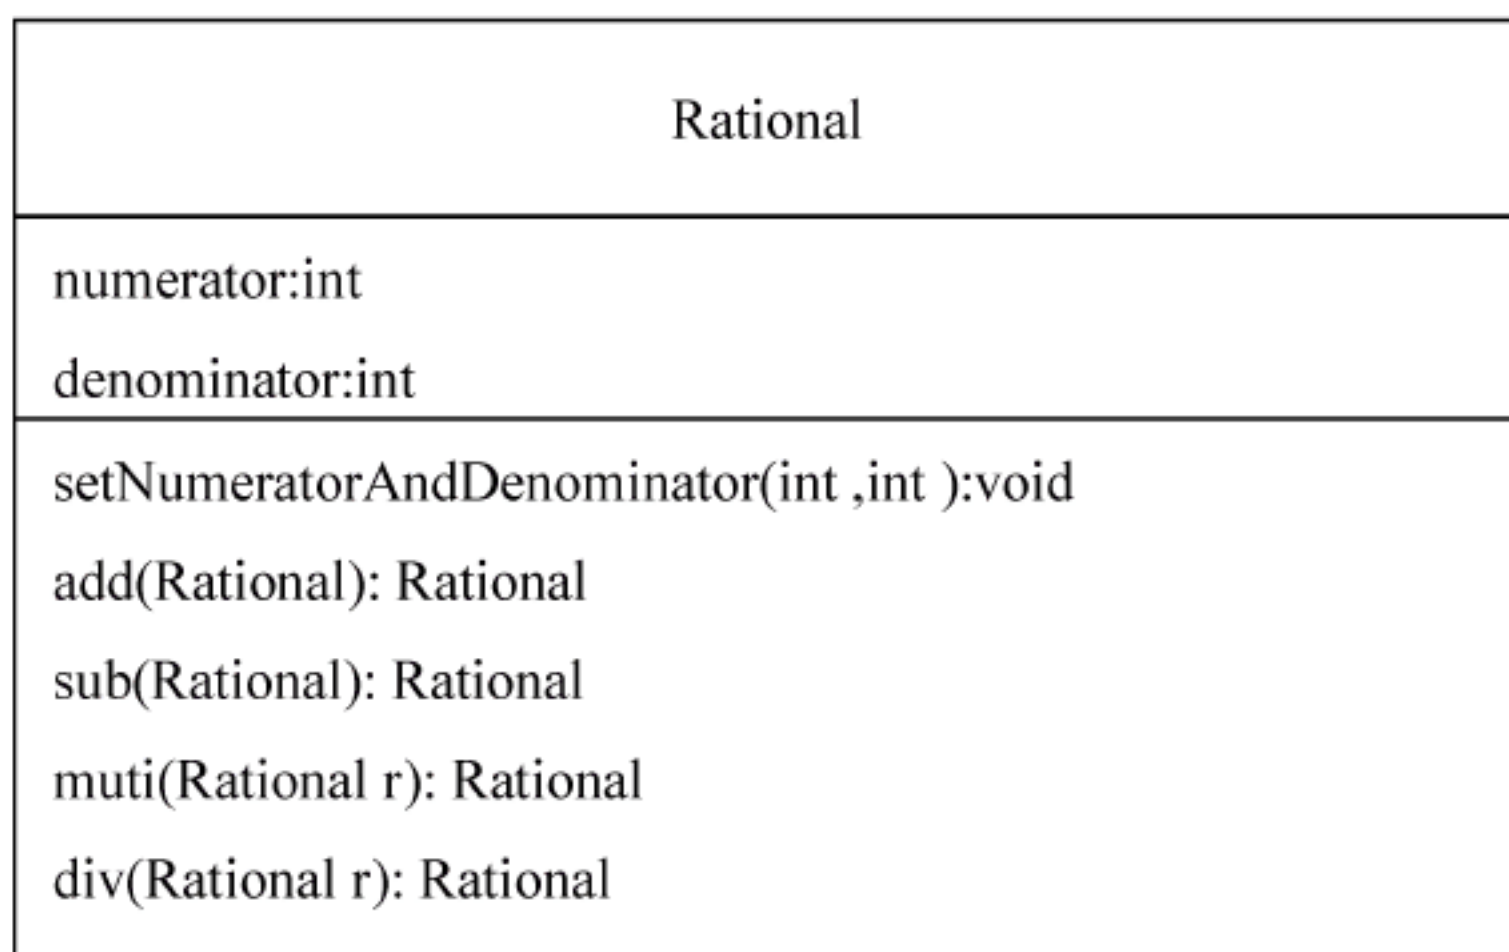 Rational
numerator:int
denominator:int
setNumeratorAndDenominator(int ,int ):void
add(Rational): Rational
sub(Rational): Rational
muti(Rational r): Rational
div(Rational r): Rational